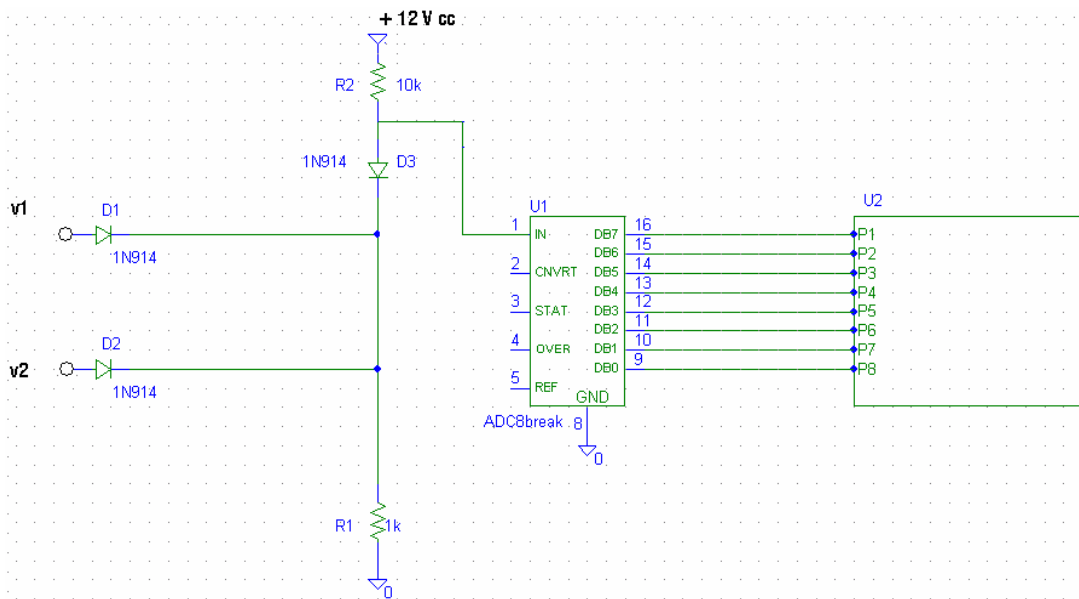 + 12 V cc
R2 10k
1N914 D3
v1
D1
1N914
U1
U2
1 IN DB7 16 P1
DB6 15 P2
2 CNVRT DB5 14 P3
DB4 13 P4
3 STAT DB3 12 P5
DB2 11 P6
4 OVER DB1 10 P7
DB0 9 P8
5 REF
GND
ADC8break 8
0
v2
D2
1N914
R1 1k
0